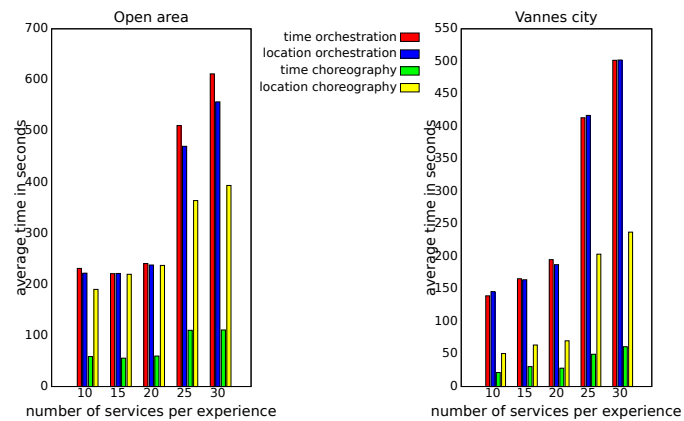 Open area
700
600
500
400
300
200
100
0
average time in seconds
10 15 20 25 30
number of services per experience
time orchestration
location orchestration
time choreography
location choreography
Vannes city
550
500
450
400
350
300
250
200
150
100
50
0
average time in seconds
10 15 20 25 30
number of services per experience